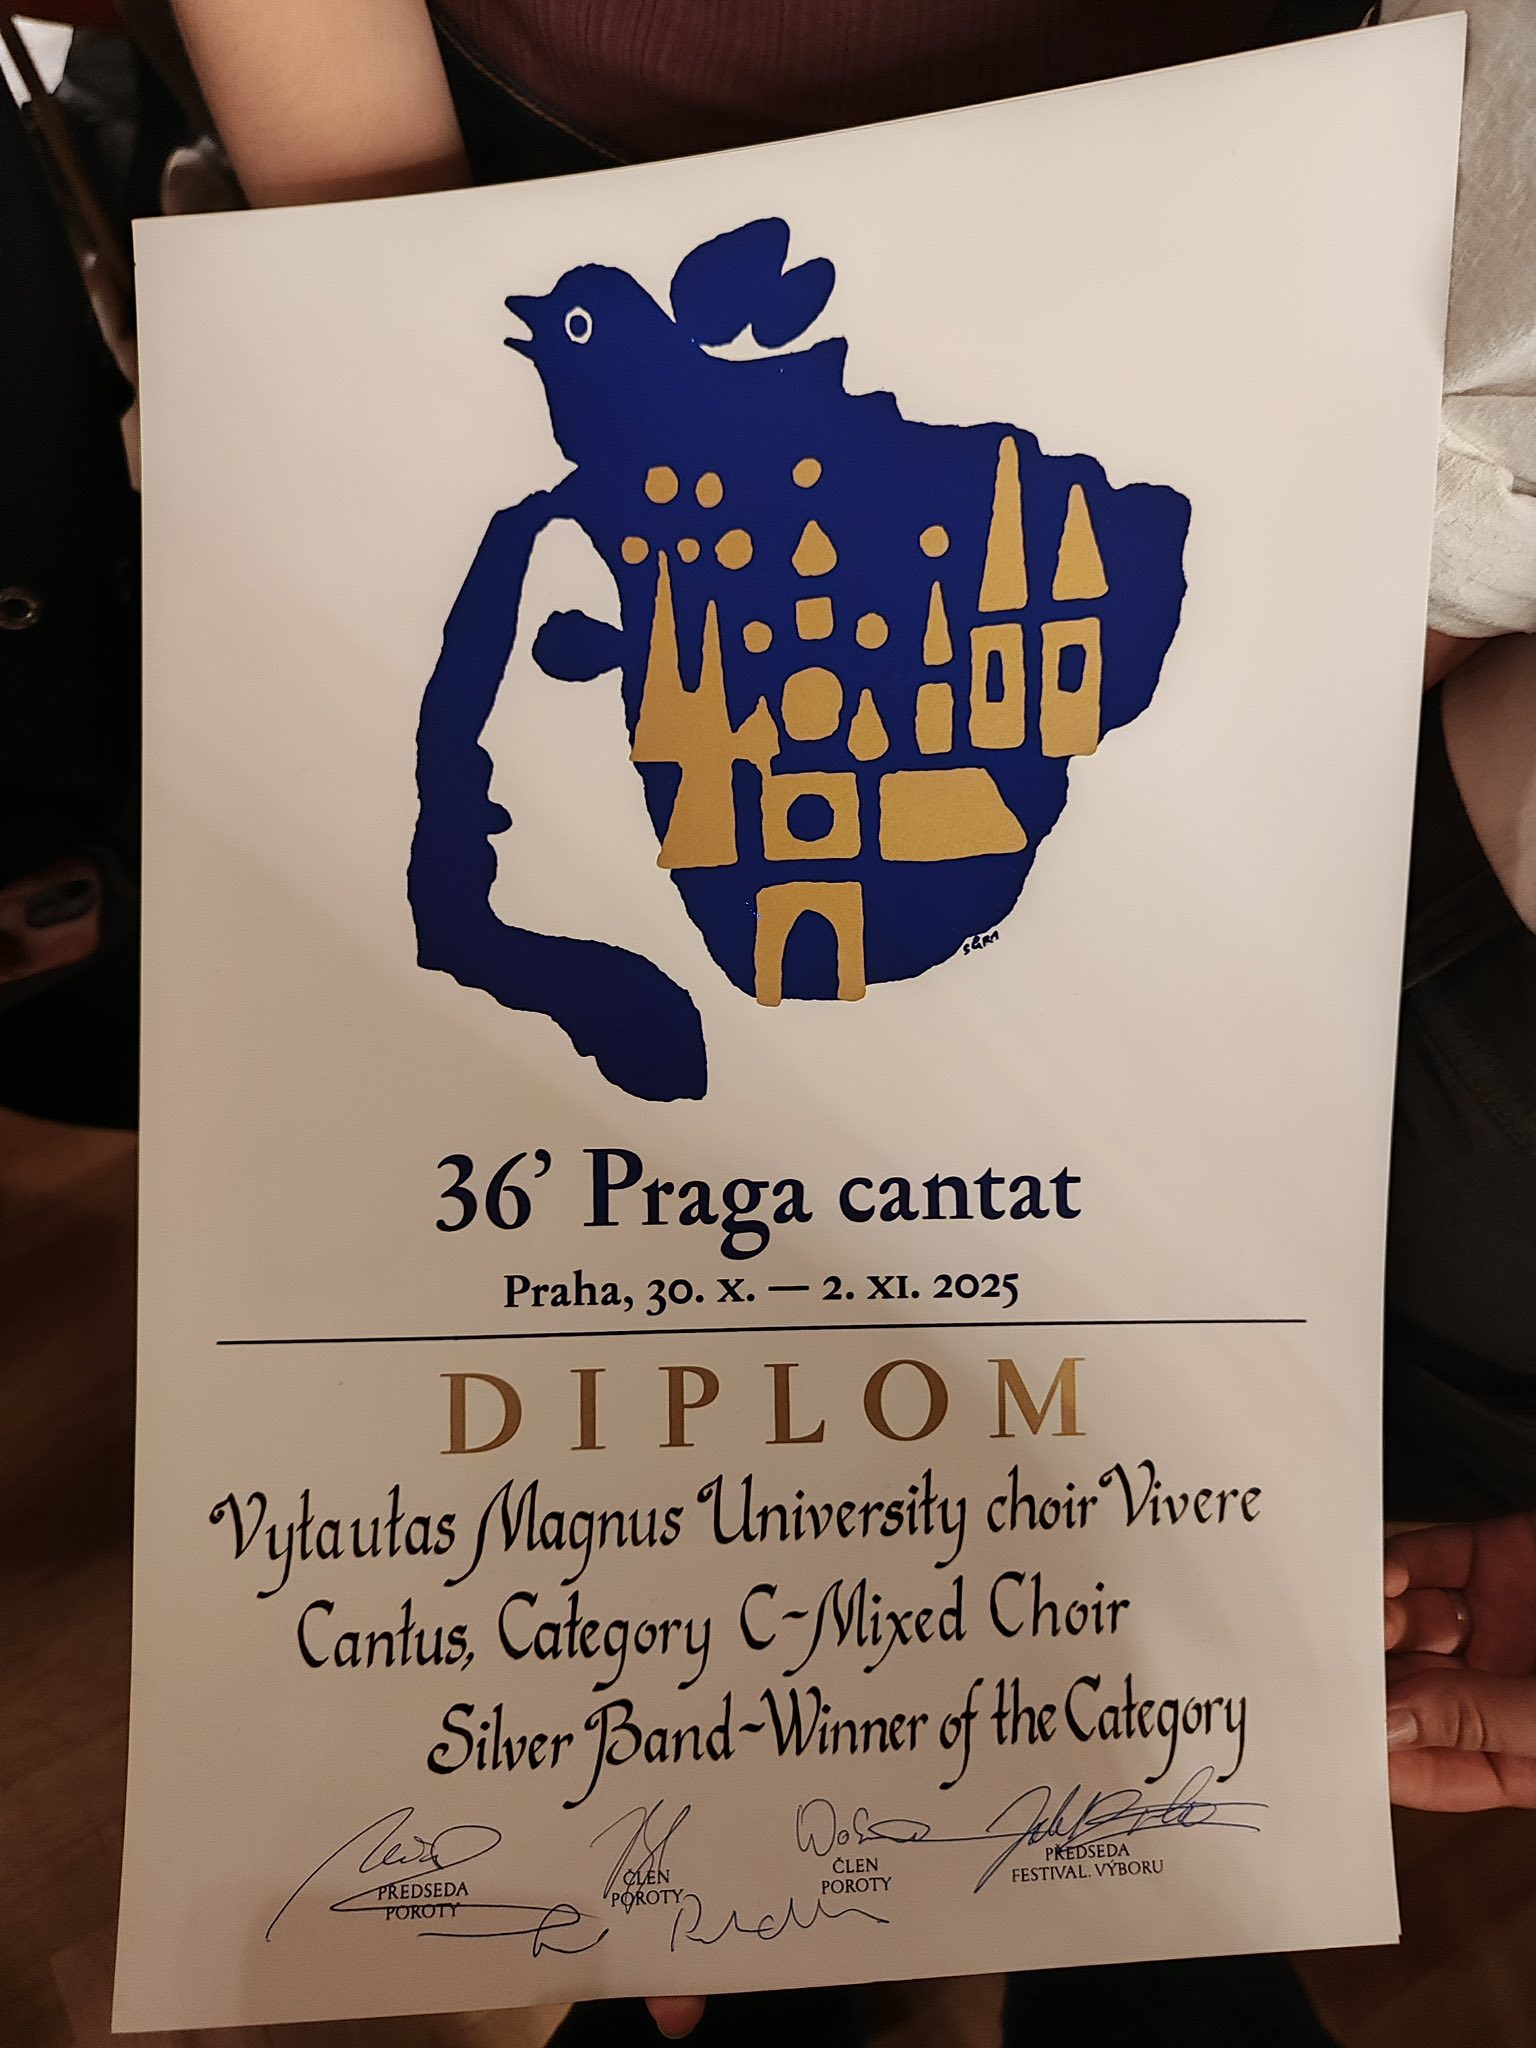 SGRA
36’ Praga cantat
Praha, 30. X. — 2. XI. 2025
DIPLOM
Vytautas Magnus University choir Vivere
Cantus, Category C-Mixed Choir
Silver Band-Winner of the Category
PŘEDSEDA
POROTY
ČLEN
POROTY
ČLEN
POROTY
PŘEDSEDA
FESTIVAL. VÝBORU